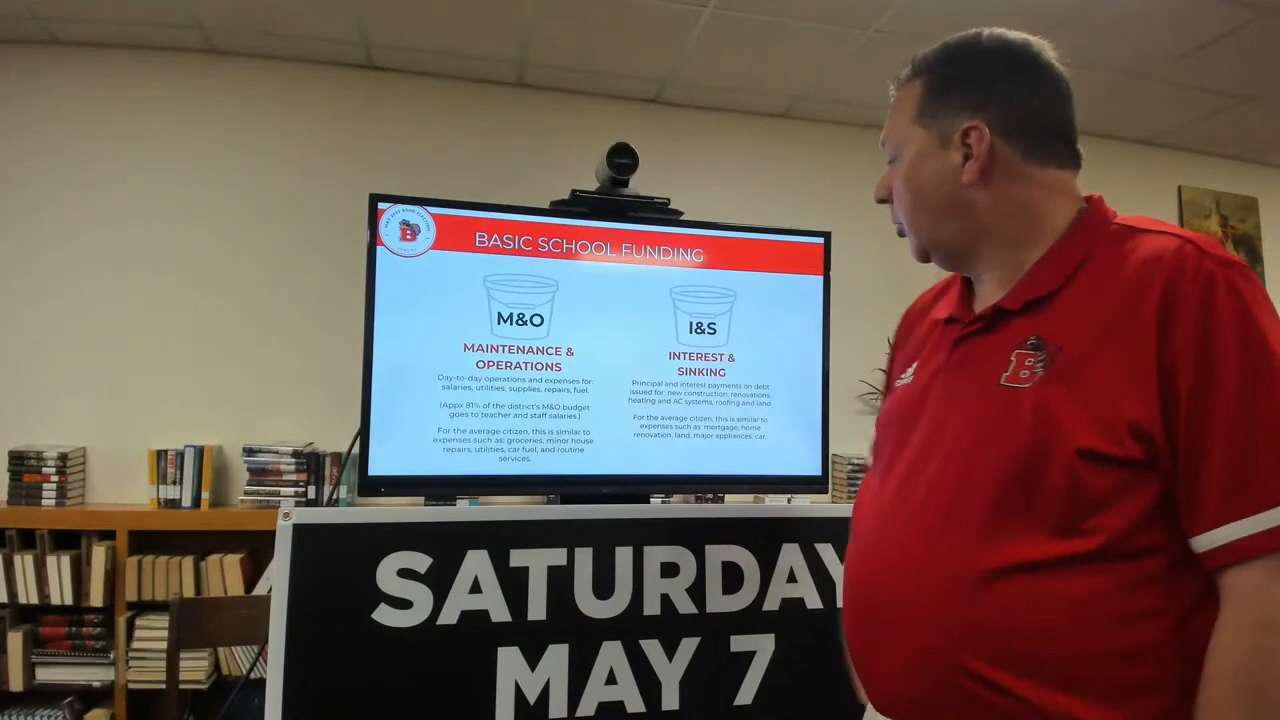 MAY 2022 BOND ELECTION
B
BASIC SCHOOL FUNDING
M&O
MAINTENANCE &
OPERATIONS
Day-to-day operations and expenses for:
salaries, utilities, supplies, repairs, fuel.
(Appx 81% of the district's M&O budget
goes to teacher and staff salaries.)
For the average citizen, this is similar to
expenses such as: groceries, minor house
repairs, utilities, car fuel, and routine
services.
I&S
INTEREST &
SINKING
Principal and interest payments on debt
issued for: new construction, renovations,
heating and AC systems, roofing and land.
For the average citizen, this is similar to
expenses such as: mortgage, home
renovation, land, major appliances, car.
B
SATURDAY
MAY 7